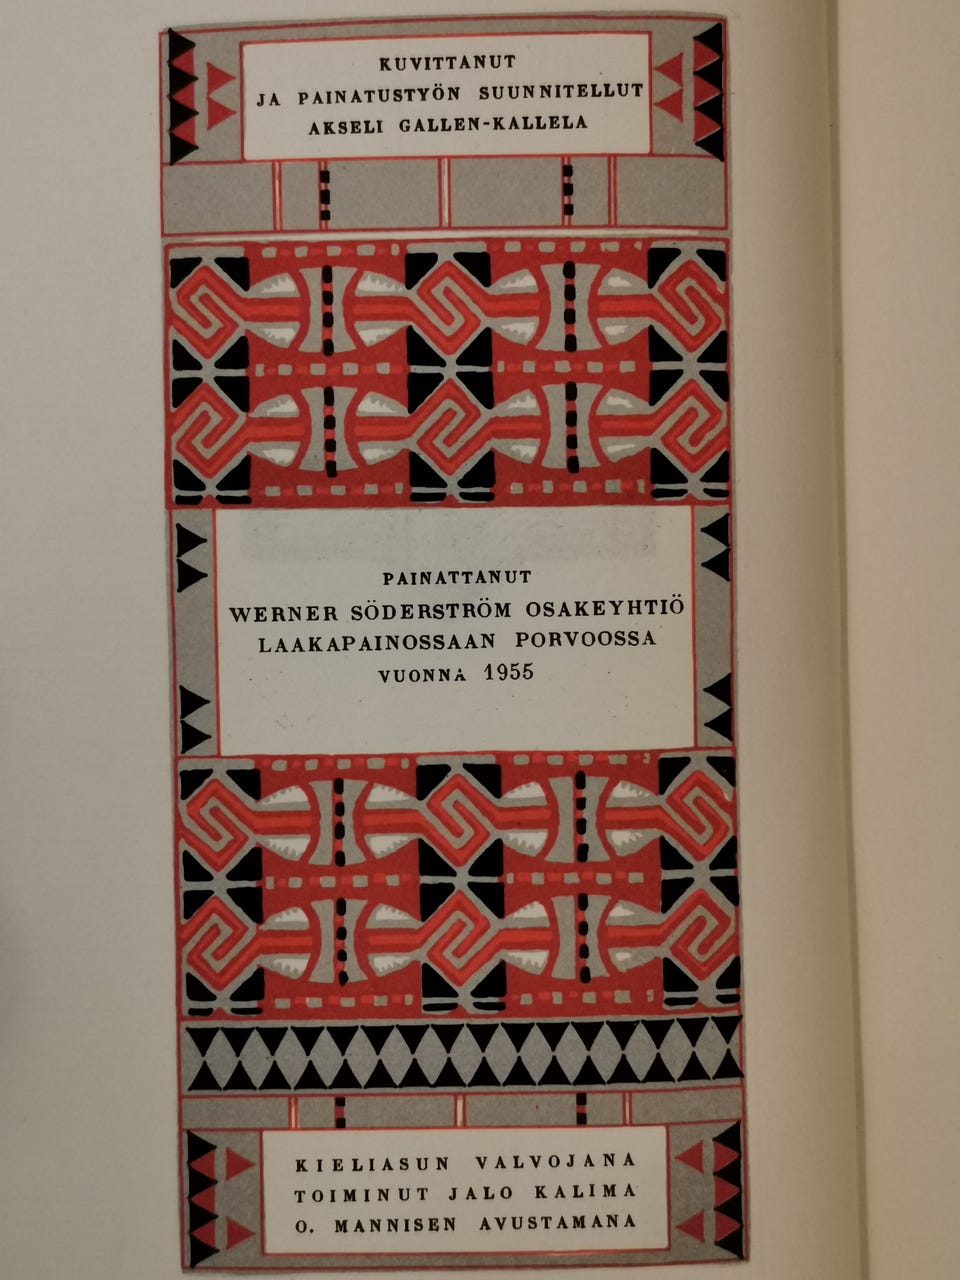 KUVITTANUT
JA PAINATUSTYÖN SUUNNITELLUT
AKSELI GALLEN-KALLELA
PAINATTANUT
WERNER SÖDERSTRÖM OSAKEYHTIÖ
LAAKAPAINOSSAAN PORVOOSSA
VUONNA 1955
KIELIASUN VALVOJANA
TOIMINUT JALO KALIMA
O. MANNISEN AVUSTAMANA